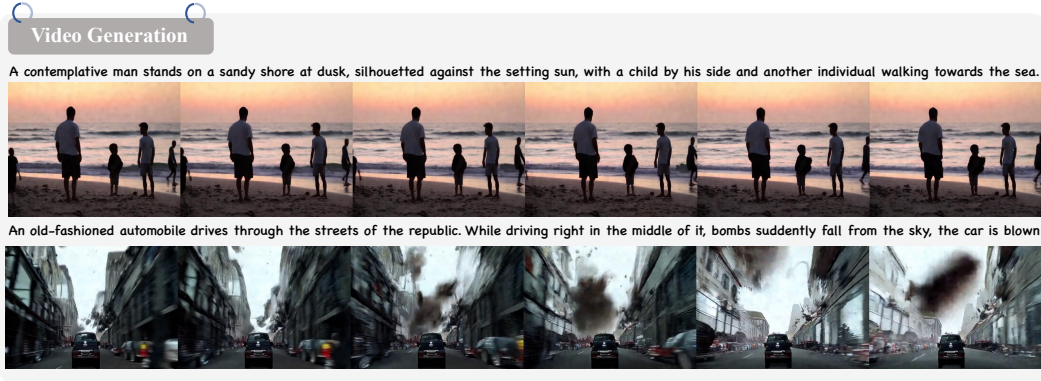 Video Generation
A contemplative man stands on a sandy shore at dusk, silhouetted against the setting sun, with a child by his side and another individual walking towards the sea.
An old-fashioned automobile drives through the streets of the republic. While driving right in the middle of it, bombs suddently fall from the sky, the car is blown